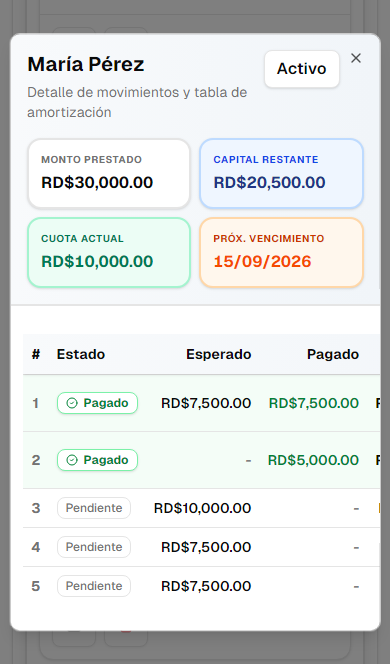 María Pérez
Activo
Detalle de movimientos y tabla de
amortización
MONTO PRESTADO
RD$30,000.00
CAPITAL RESTANTE
RD$20,500.00
CUOTA ACTUAL
RD$10,000.00
PRÓX. VENCIMIENTO
15/09/2026
# Estado Esperado Pagado
1 Pagado RD$7,500.00 RD$7,500.00
2 Pagado - RD$5,000.00
3 Pendiente RD$10,000.00 -
4 Pendiente RD$7,500.00 -
5 Pendiente RD$7,500.00 -